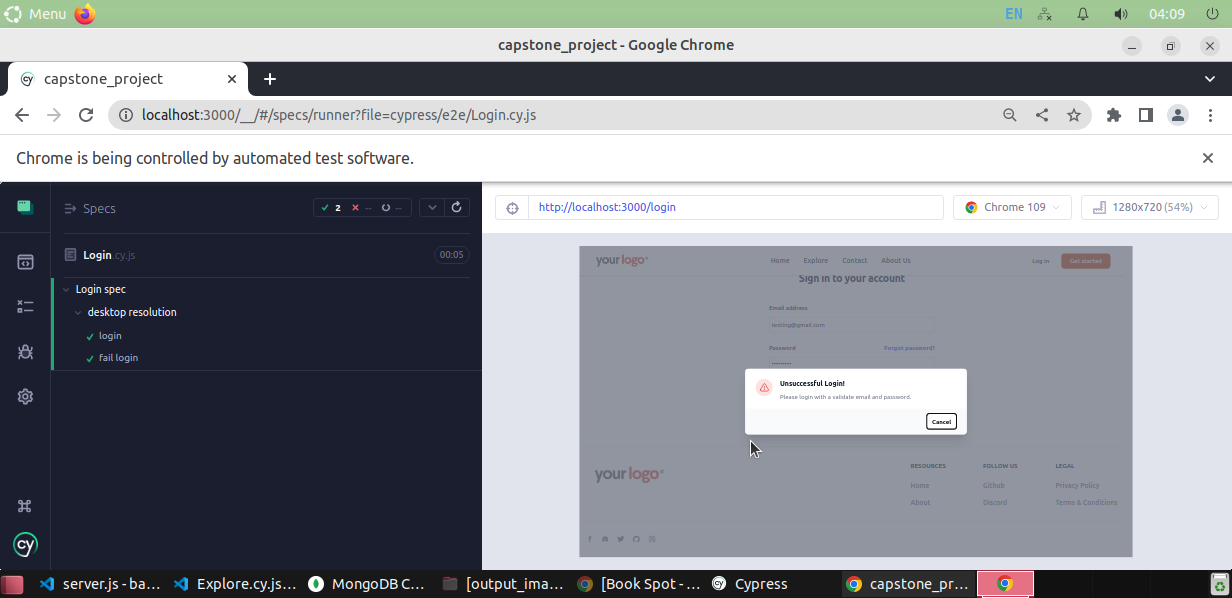 Menu
EN
04:09
capstone_project - Google Chrome
cy capstone_project
localhost:3000/__/#/specs/runner?file=cypress/e2e/Login.cy.js
Chrome is being controlled by automated test software.
Specs
2 -- --
http://localhost:3000/login
Chrome 109
1280x720 (54%)
Login.cy.js
00:05
Login spec
desktop resolution
login
fail login
cy
your logo
Home Explore Contact About Us
Log in
Get started
Sign in to your account
Email address
testing@gmail.com
Password
Forgot password?
Unsuccessful Login!
Please login with a validate email and password.
Cancel
your logo
RESOURCES FOLLOW US LEGAL
Home Github Privacy Policy
About Discord Terms & Conditions
server.js - ba...
Explore.cy.js...
MongoDB C...
[output_ima...
[Book Spot - ...
cy Cypress
capstone_pr...